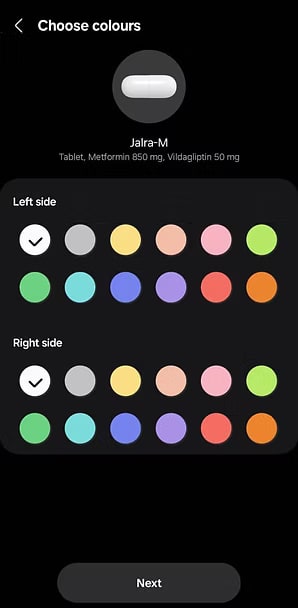 Choose colours
Jalra-M
Tablet, Metformin 850 mg, Vildagliptin 50 mg
Left side
Right side
Next